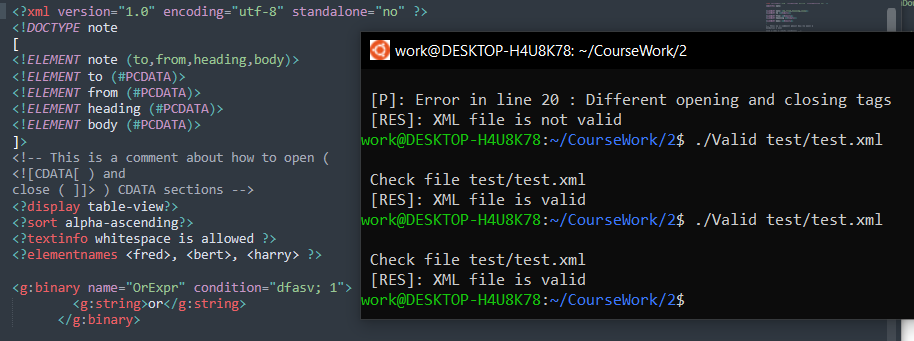 <?xml version="1.0" encoding="utf-8" standalone="no" ?>
<!DOCTYPE note
[
<!ELEMENT note (to,from,heading,body)>
<!ELEMENT to (#PCDATA)>
<!ELEMENT from (#PCDATA)>
<!ELEMENT heading (#PCDATA)>
<!ELEMENT body (#PCDATA)>
]>
<!-- This is a comment about how to open (
<![CDATA[ ) and
close ( ]]> ) CDATA sections -->
<?display table-view?>
<?sort alpha-ascending?>
<?textinfo whitespace is allowed ?>
<?elementnames <fred>, <bert>, <harry> ?>
<g:binary name="OrExpr" condition="dfasv; 1">
<g:string>or</g:string>
</g:binary>
work@DESKTOP-H4U8K78: ~/CourseWork/2
[P]: Error in line 20 : Different opening and closing tags
[RES]: XML file is not valid
work@DESKTOP-H4U8K78:~/CourseWork/2$ ./Valid test/test.xml
Check file test/test.xml
[RES]: XML file is valid
work@DESKTOP-H4U8K78:~/CourseWork/2$ ./Valid test/test.xml
Check file test/test.xml
[RES]: XML file is valid
work@DESKTOP-H4U8K78:~/CourseWork/2$